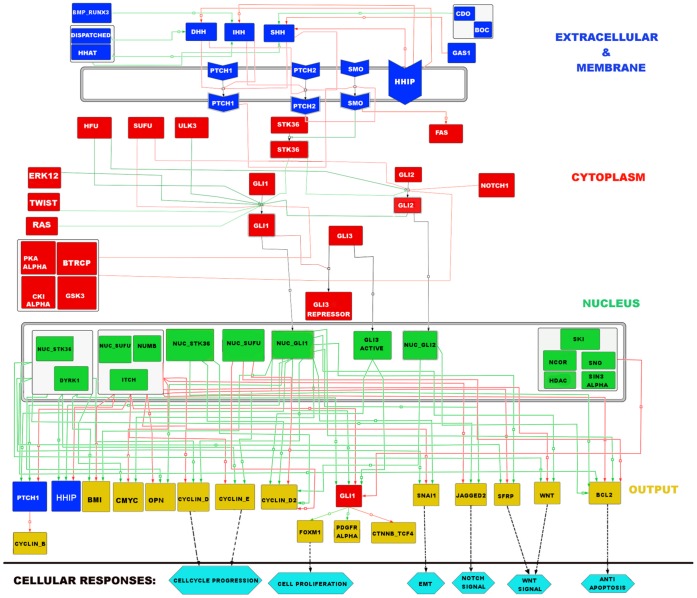 BMP_RUNX3
DISPATCHED
HHAT
DHH
IHH
SHH
CDO
BOC
GAS1
EXTRACELLULAR
&
MEMBRANE
PTCH1
PTCH2
SMO
HHIP
PTCH1
PTCH2
SMO
HFU
SUFU
ULK3
STK36
FAS
STK36
ERK12
GLI1
GLI2
NOTCH1
CYTOPLASM
TWIST
GLI2
RAS
GLI1
GLI3
PKA
ALPHA
BTRCP
CKI
ALPHA
GSK3
GLI3
REPRESSOR
NUCLEUS
NUC_STK36
DYRK1
NUC_SUFU
NUMB
ITCH
NUC_STK36
NUC_SUFU
NUC_GLI1
GLI3
ACTIVE
NUC_GLI2
SKI
NCOR
SNO
HDAC
SIN3
ALPHA
PTCH1
HHIP
BMI
CMYC
OPN
CYCLIN_D
CYCLIN_E
CYCLIN_D2
GLI1
SNAI1
JAGGED2
SFRP
WNT
BCL2
OUTPUT
CYCLIN_B
FOXM1
PDGFR
ALPHA
CTNNB_TCF4
CELLULAR RESPONSES:
CELLCYCLE PROGRESSION
CELL PROLIFERATION
EMT
NOTCH
SIGNAL
WNT
SIGNAL
ANTI
APOPTOSIS